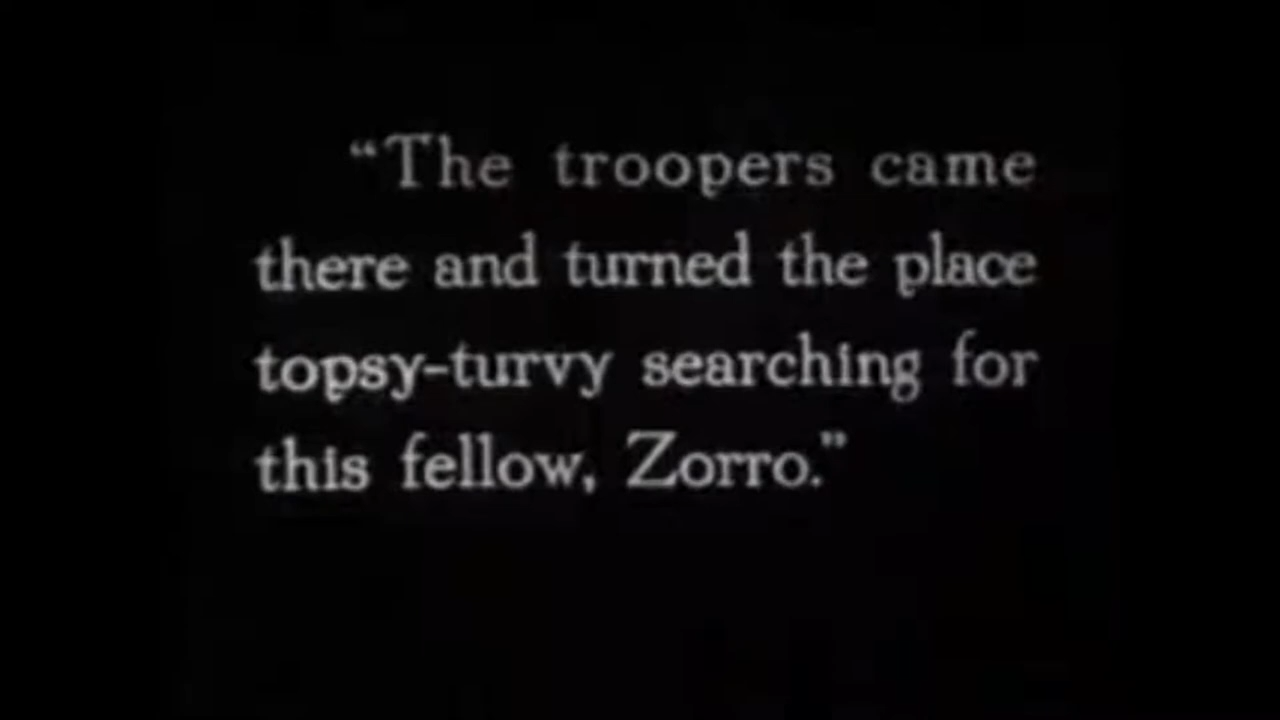 “The troopers came
there and turned the place
topsy-turvy searching for
this fellow, Zorro.”